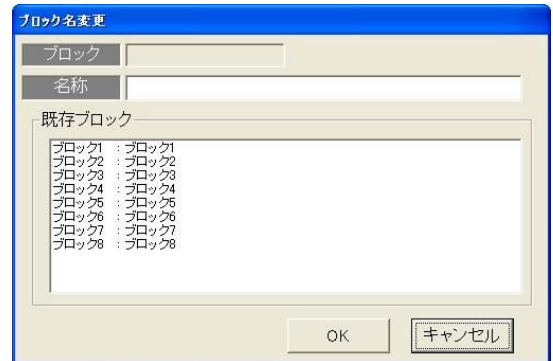 ブロック名変更
ブロック
名称
既存ブロック
ブロック1 :ブロック1
ブロック2 :ブロック2
ブロック3 :ブロック3
ブロック4 :ブロック4
ブロック5 :ブロック5
ブロック6 :ブロック6
ブロック7 :ブロック7
ブロック8 :ブロック8
OK キャンセル